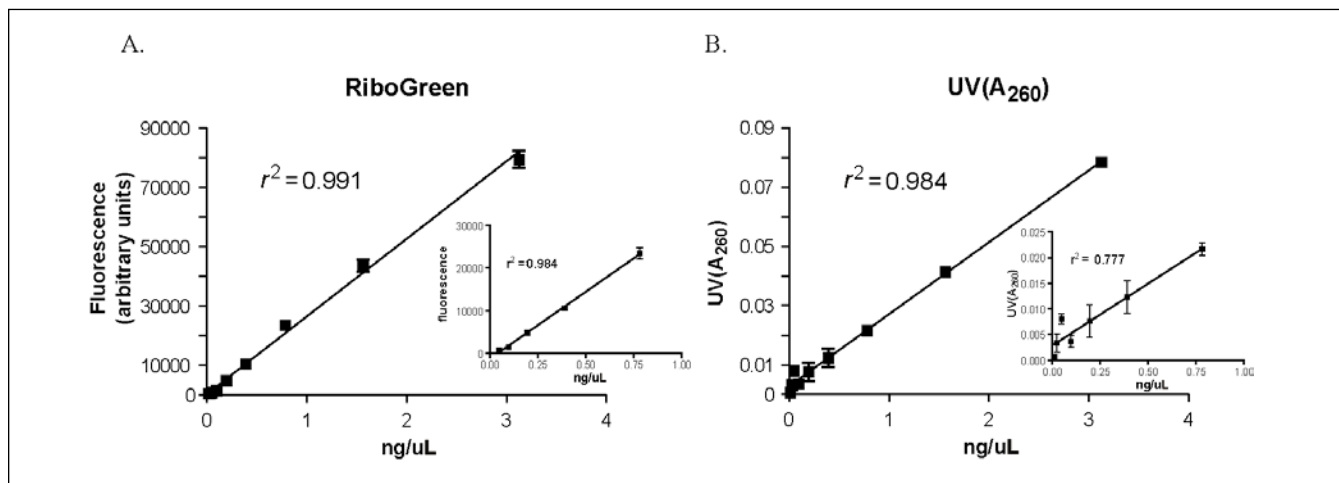 A.
RiboGreen
90000
70000
50000
30000
10000
0
Fluorescence
(arbitrary units)
r² = 0.991
0 1 2 3 4
ng/uL
30000
20000
10000
0
fluorescence
r² = 0.984
0.00 0.25 0.50 0.75 1.00
ng/uL
B.
UV(A₂₆₀)
0.09
0.07
0.05
0.03
0.01
0
UV(A₂₆₀)
r² = 0.984
0 1 2 3 4
ng/uL
0.025
0.020
0.015
0.010
0.005
0.000
UV(A₂₆₀)
r² = 0.777
0.00 0.25 0.50 0.75 1.00
ng/uL